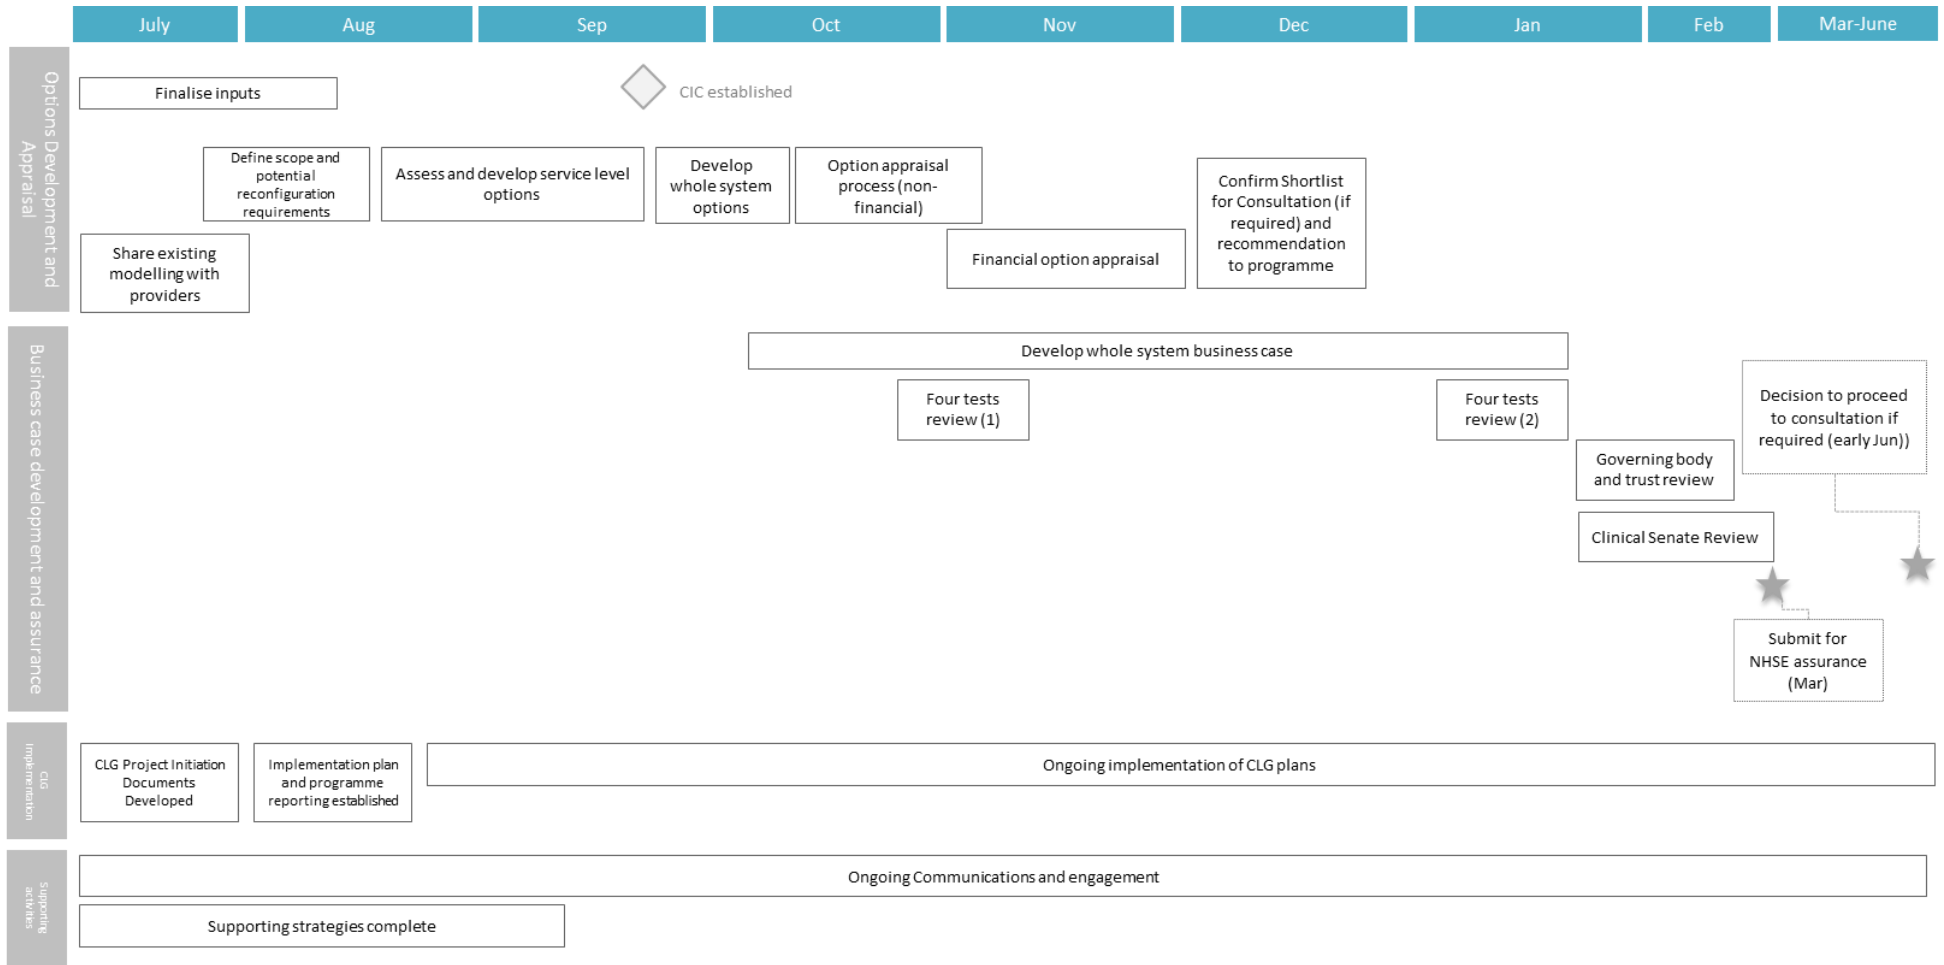 July
Aug
Sep
Oct
Nov
Dec
Jan
Feb
Mar-June
Options Development and
Appraisal
Finalise inputs
CIC established
Define scope and
potential
reconfiguration
requirements
Assess and develop service level
options
Develop
whole system
options
Option appraisal
process (non-
financial)
Confirm Shortlist
for Consultation (if
required) and
recommendation
to programme
Share existing
modelling with
providers
Financial option appraisal
Business case development and assurance
Develop whole system business case
Four tests
review (1)
Four tests
review (2)
Decision to proceed
to consultation if
required (early Jun))
Governing body
and trust review
Clinical Senate Review
Submit for
NHSE assurance
(Mar)
CLG
Implementation
CLG Project Initiation
Documents
Developed
Implementation plan
and programme
reporting established
Ongoing implementation of CLG plans
Supporting
activities
Ongoing Communications and engagement
Supporting strategies complete